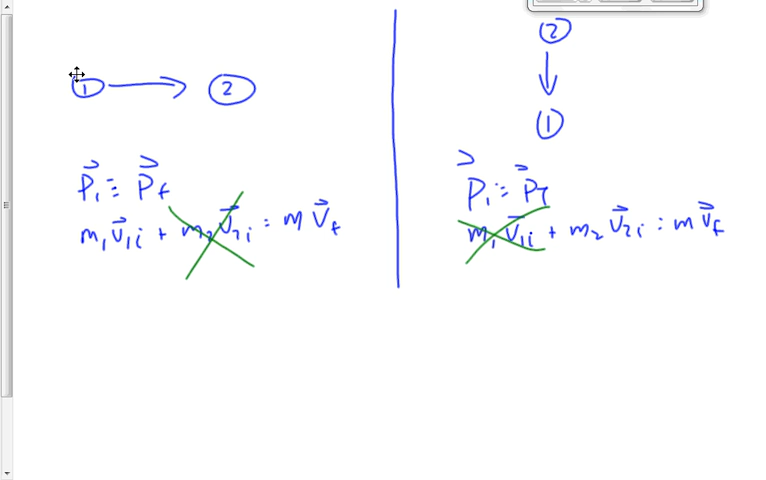 ① → ②
P⃗ᵢ = P⃗f
m₁V⃗₁ᵢ + m₂V⃗₂ᵢ = mV⃗f
②
↓
①
P⃗ᵢ = P⃗f
m₁V⃗₁ᵢ + m₂V⃗₂ᵢ = mV⃗f